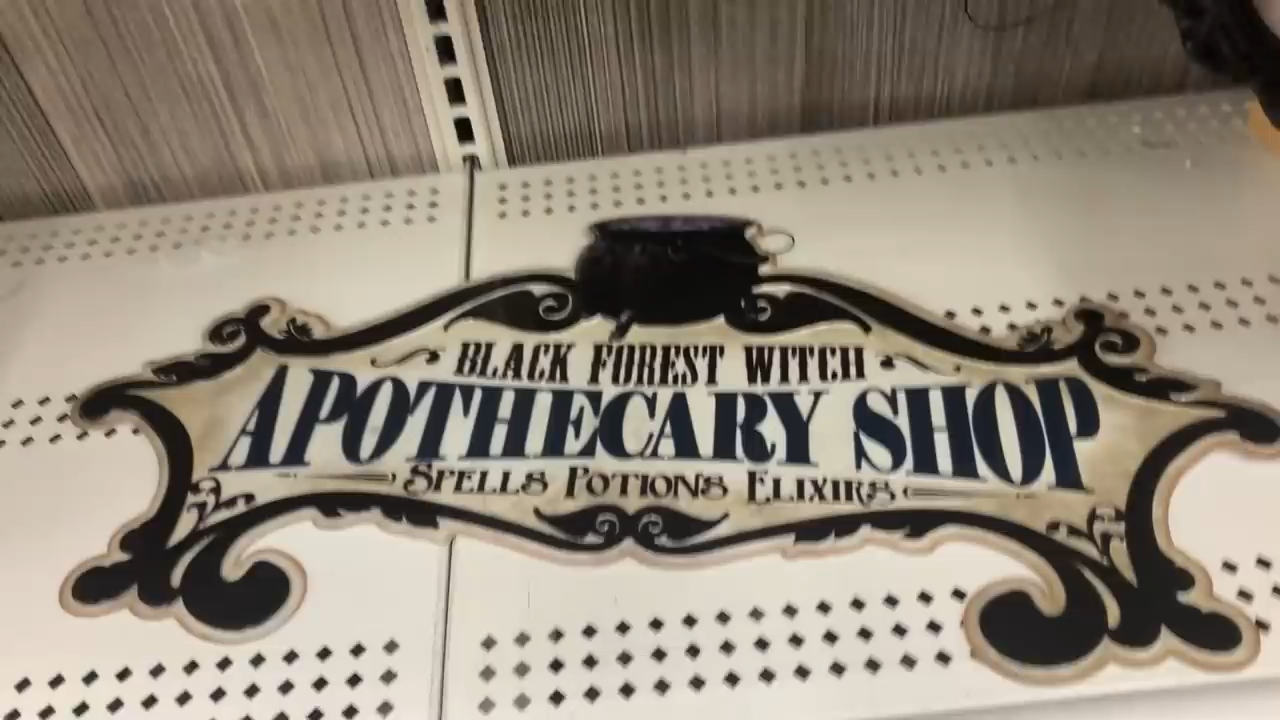 BLACK FOREST WITCH
APOTHECARY SHOP
SPELLS POTIONS ELIXIRS